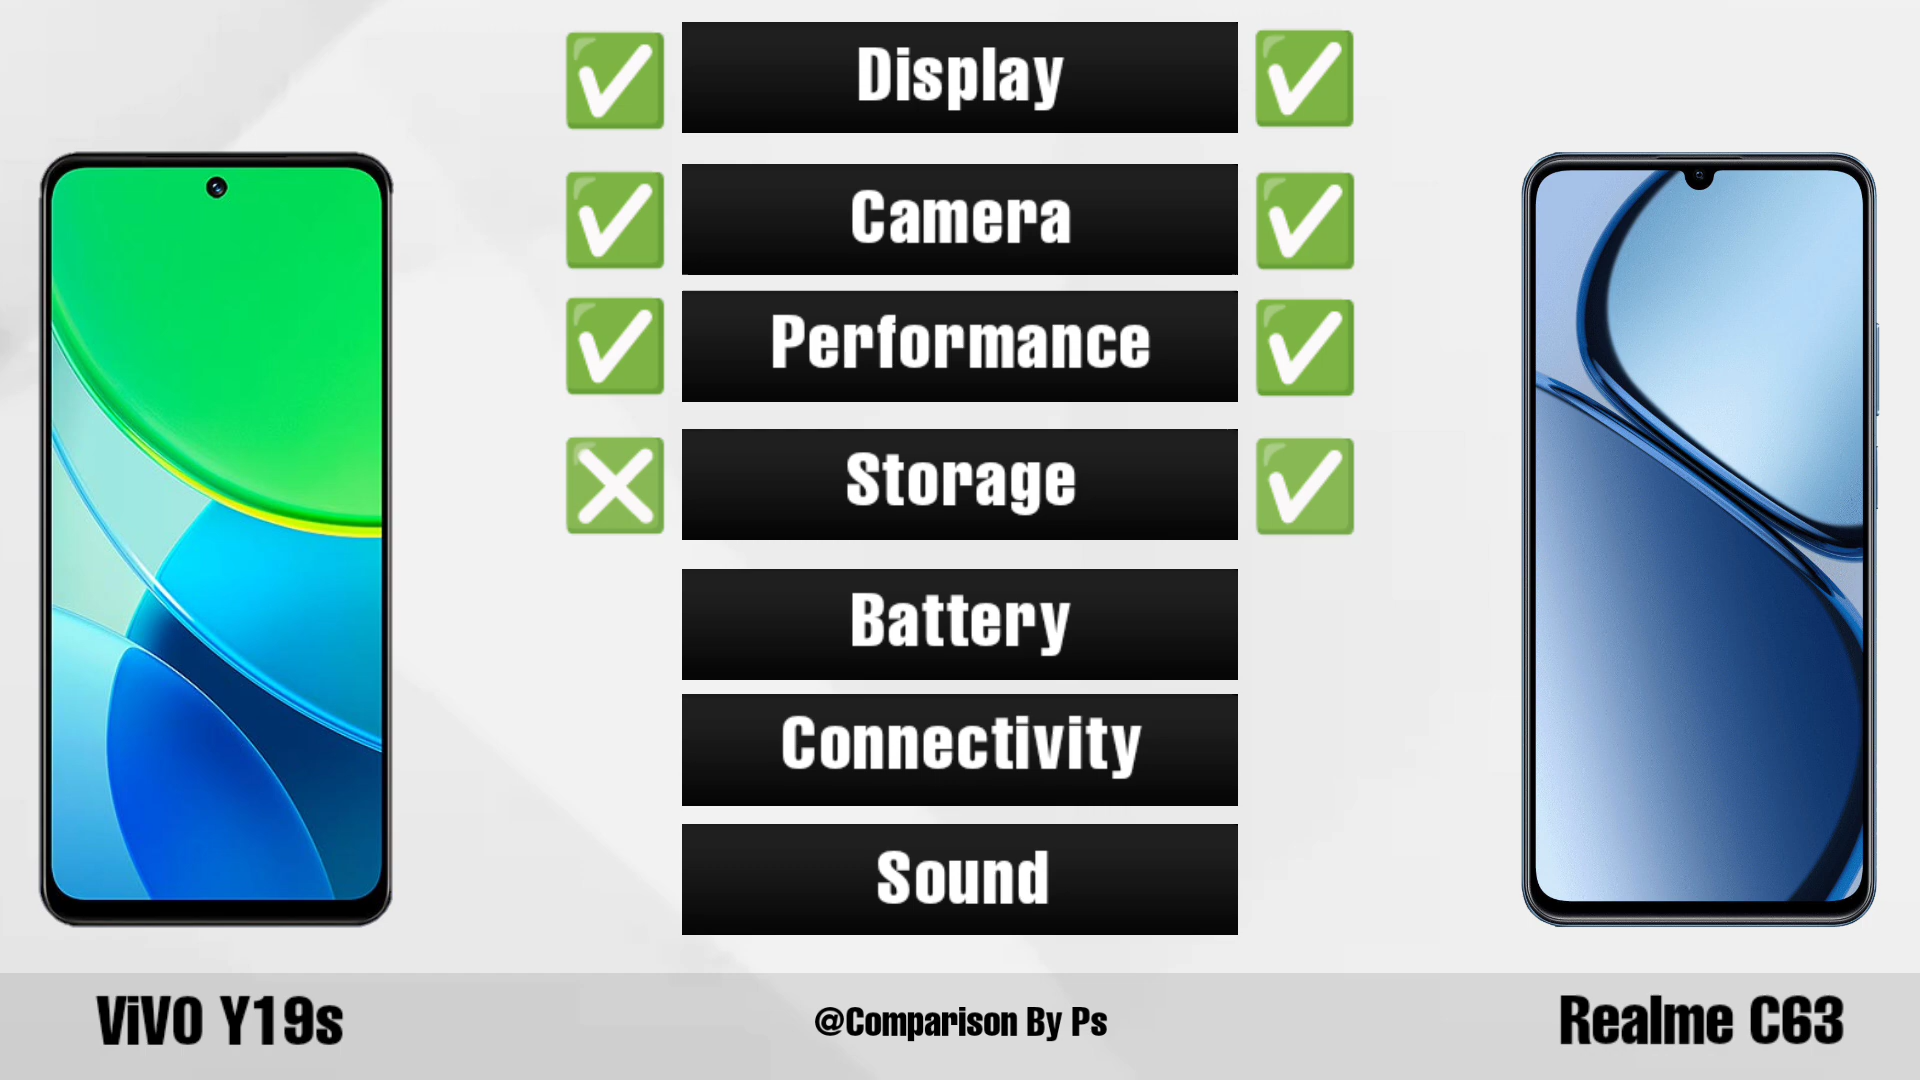 Display
Camera
Performance
Storage
Battery
Connectivity
Sound
ViVO Y19s
@Comparison By Ps
Realme C63